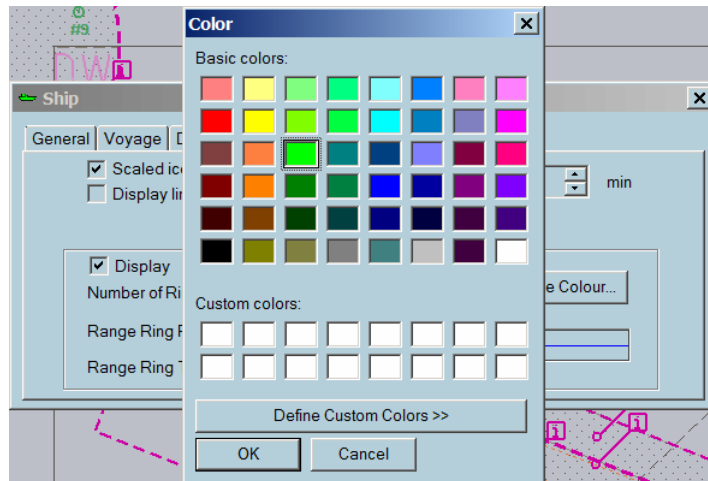 #9
nw
i
Color
Ship
Basic colors:
General Voyage
Scaled ic
Display li
min
Display
Number of Ri
e Colour...
Custom colors:
Range Ring
Range Ring
Define Custom Colors >>
i i
OK Cancel